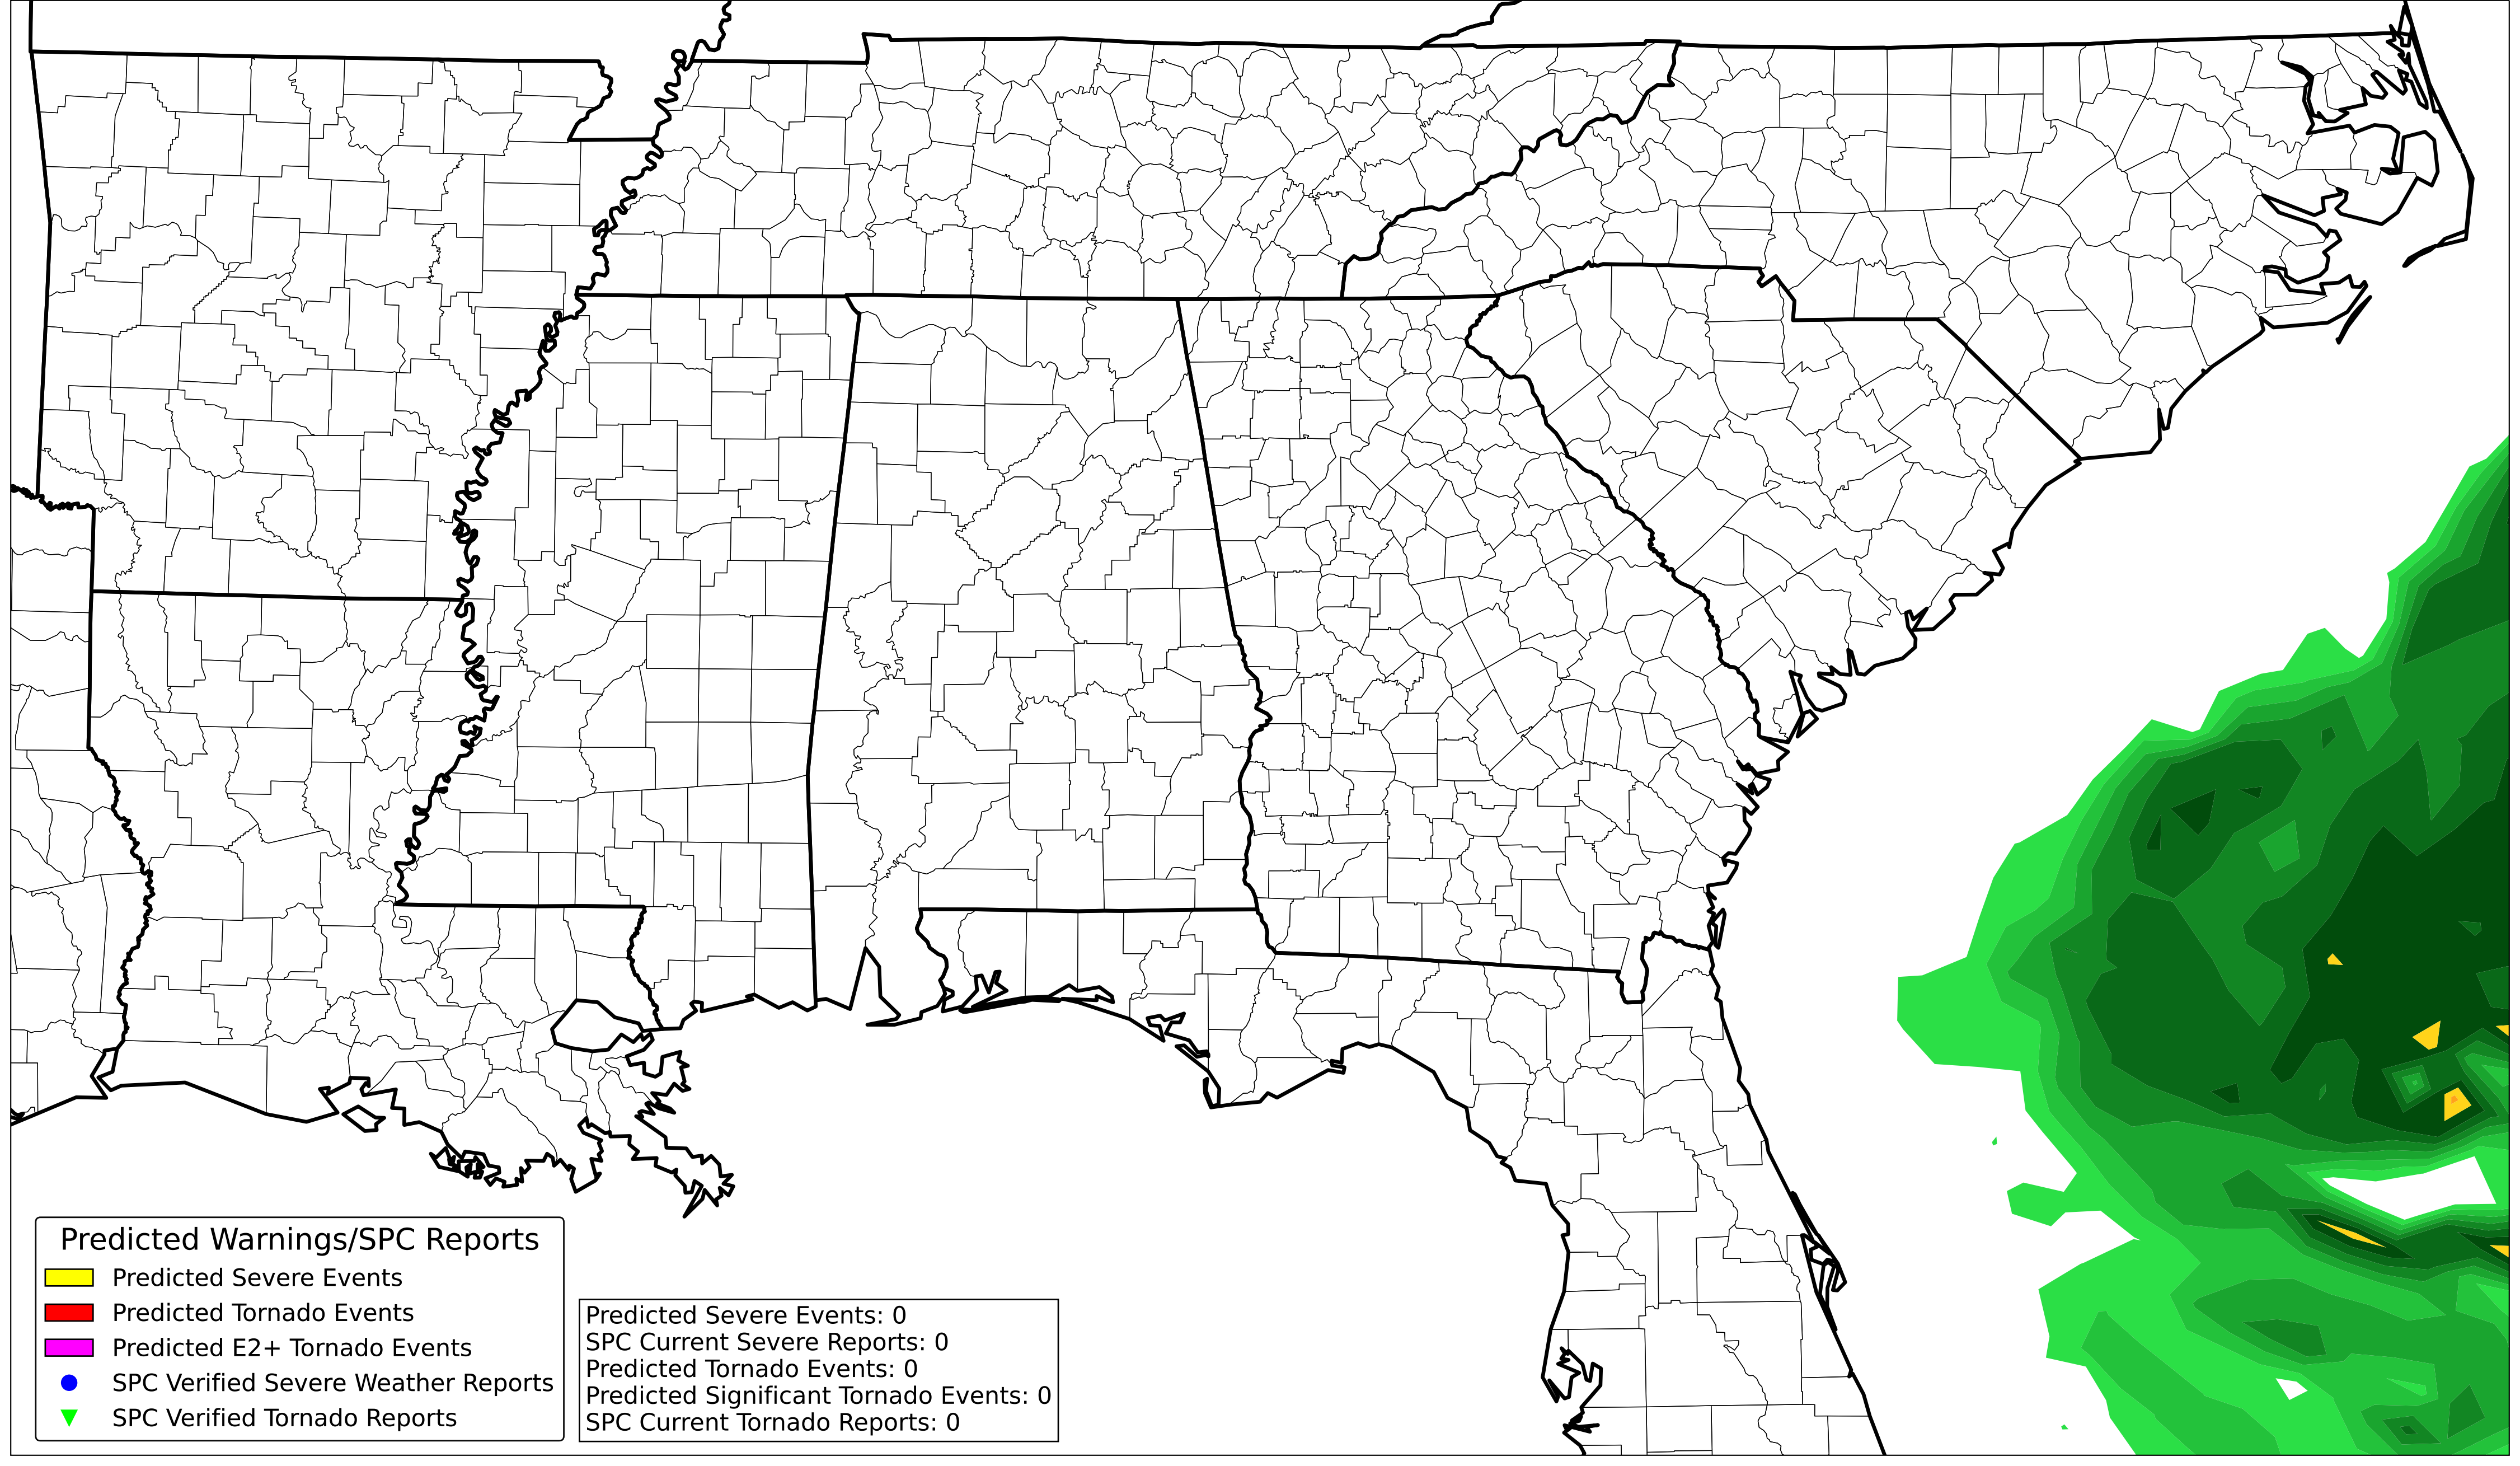 Predicted Warnings/SPC Reports
Predicted Severe Events
Predicted Tornado Events
Predicted E2+ Tornado Events
SPC Verified Severe Weather Reports
SPC Verified Tornado Reports
Predicted Severe Events: 0
SPC Current Severe Reports: 0
Predicted Tornado Events: 0
Predicted Significant Tornado Events: 0
SPC Current Tornado Reports: 0